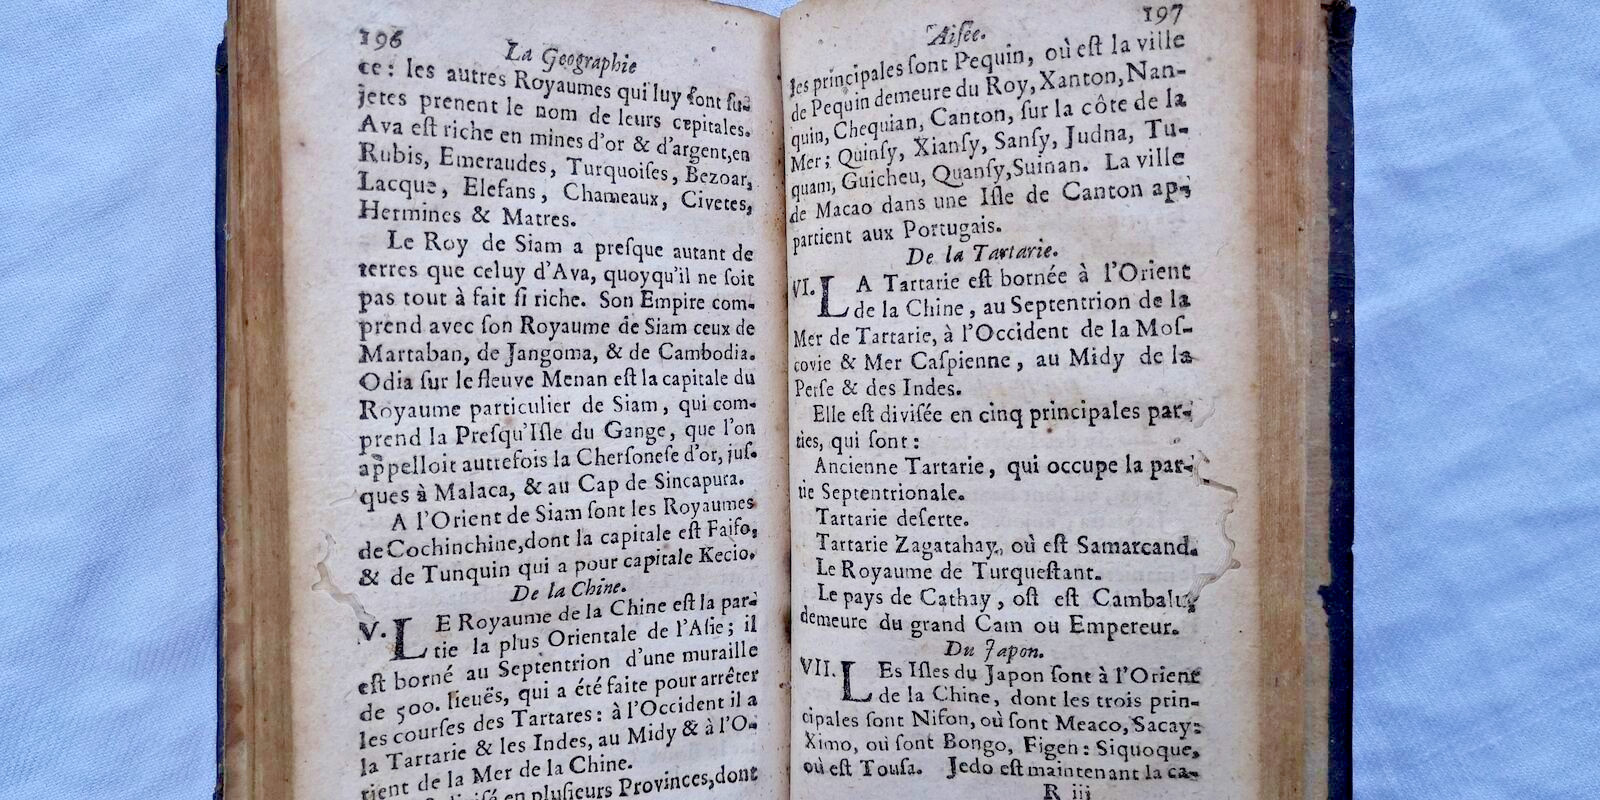 196
La Geographie
ce : les autres Royaumes qui luy ſont ſu-
jetes prenent le nom de leurs cepitales.
Ava eſt riche en mines d'or & d'argent, en
Rubis, Emeraudes, Turquoiſes, Bezoar,
Lacque, Elefans, Chameaux, Civetes,
Hermines & Matres.
Le Roy de Siam a preſque autant de
terres que celuy d'Ava, quoyqu'il ne ſoit
pas tout à fait ſi riche. Son Empire com-
prend avec ſon Royaume de Siam ceux de
Martaban, de Jangoma, & de Cambodia.
Odia ſur le fleuve Menan eſt la capitale du
Royaume particulier de Siam, qui com-
prend la Preſqu'Iſle du Gange, que l'on
appelloit autrefois la Cherſoneſe d'or, juſ-
ques à Malaca, & au Cap de Sincapura.
A l'Orient de Siam ſont les Royaumes
de Cochinchine, dont la capitale eſt Faifo,
& de Tunquin qui a pour capitale Kecio.
De la Chine.
V. LE Royaume de la Chine eſt la par-
tie la plus Orientale de l'Aſie ; il
eſt borné au Septentrion d'une muraille
de 500. lieuës, qui a été faite pour arrêter
les courſes des Tartares : à l'Occident il a
la Tartarie & les Indes, au Midy & à l'O-
rient de la Mer de la Chine.
en pluſieurs Provinces, dont
197
Aiſée.
les principales ſont Pequin, où eſt la ville
de Pequin demeure du Roy, Xanton, Nan-
quin, Chequian, Canton, ſur la côte de la
Mer ; Quinſy, Xianſy, Sanſy, Judna, Tu-
quam, Guicheu, Quanſy, Suinan. La ville
de Macao dans une Iſle de Canton ap-
partient aux Portugais.
De la Tartarie.
VI. LA Tartarie eſt bornée à l'Orient
de la Chine, au Septentrion de la
Mer de Tartarie, à l'Occident de la Moſ-
covie & Mer Caſpienne, au Midy de la
Perſe & des Indes.
Elle eſt diviſée en cinq principales par-
ties, qui ſont :
Ancienne Tartarie, qui occupe la par-
tie Septentrionale.
Tartarie deſerte.
Tartarie Zagatahay, où eſt Samarcand.
Le Royaume de Turqueſtant.
Le pays de Cathay, oſt eſt Cambalu,
demeure du grand Cam ou Empereur.
Du Japon.
VII. LEs Iſles du Japon ſont à l'Orient
de la Chine, dont les trois prin-
cipales ſont Nifon, où ſont Meaco, Sacay :
Ximo, où ſont Bongo, Figen : Siquoque,
où eſt Touſa. Jedo eſt maintenant la ca-
R iij